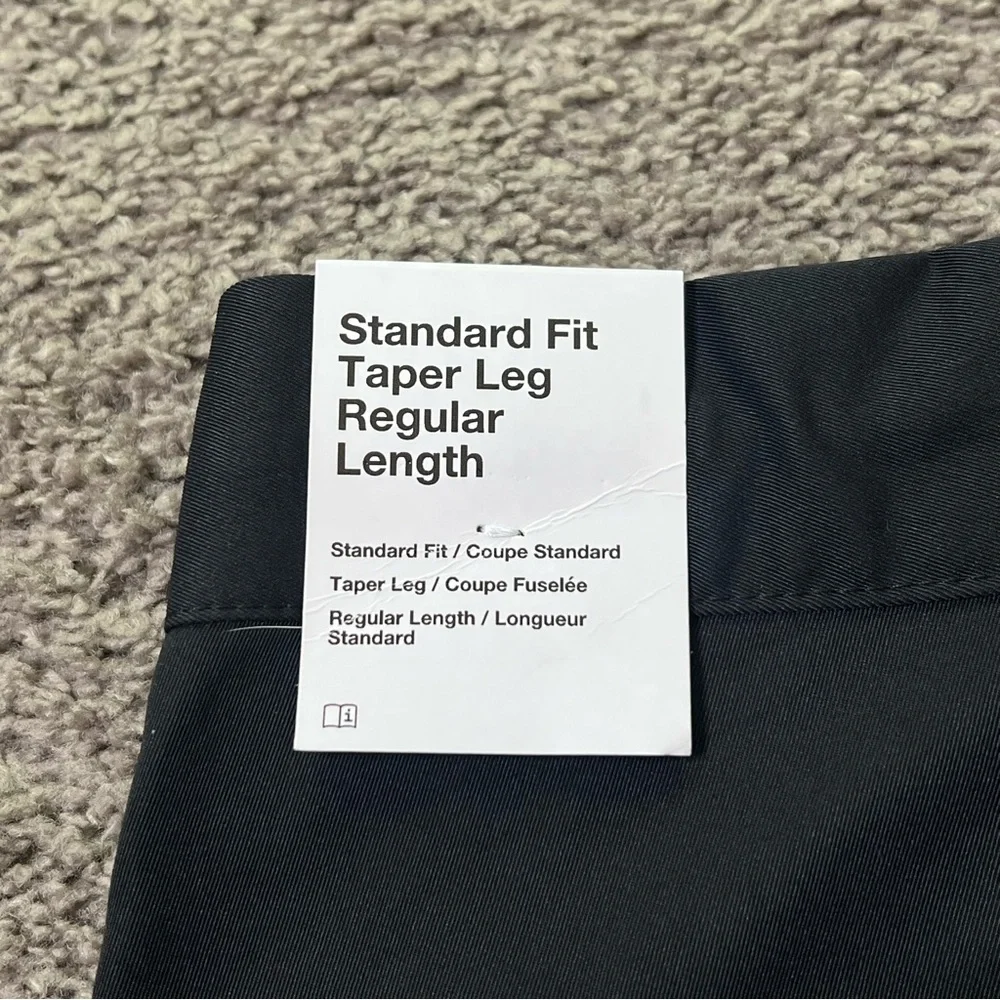 Standard Fit
Taper Leg
Regular
Length
Standard Fit / Coupe Standard
Taper Leg / Coupe Fuselée
Regular Length / Longueur
Standard
i